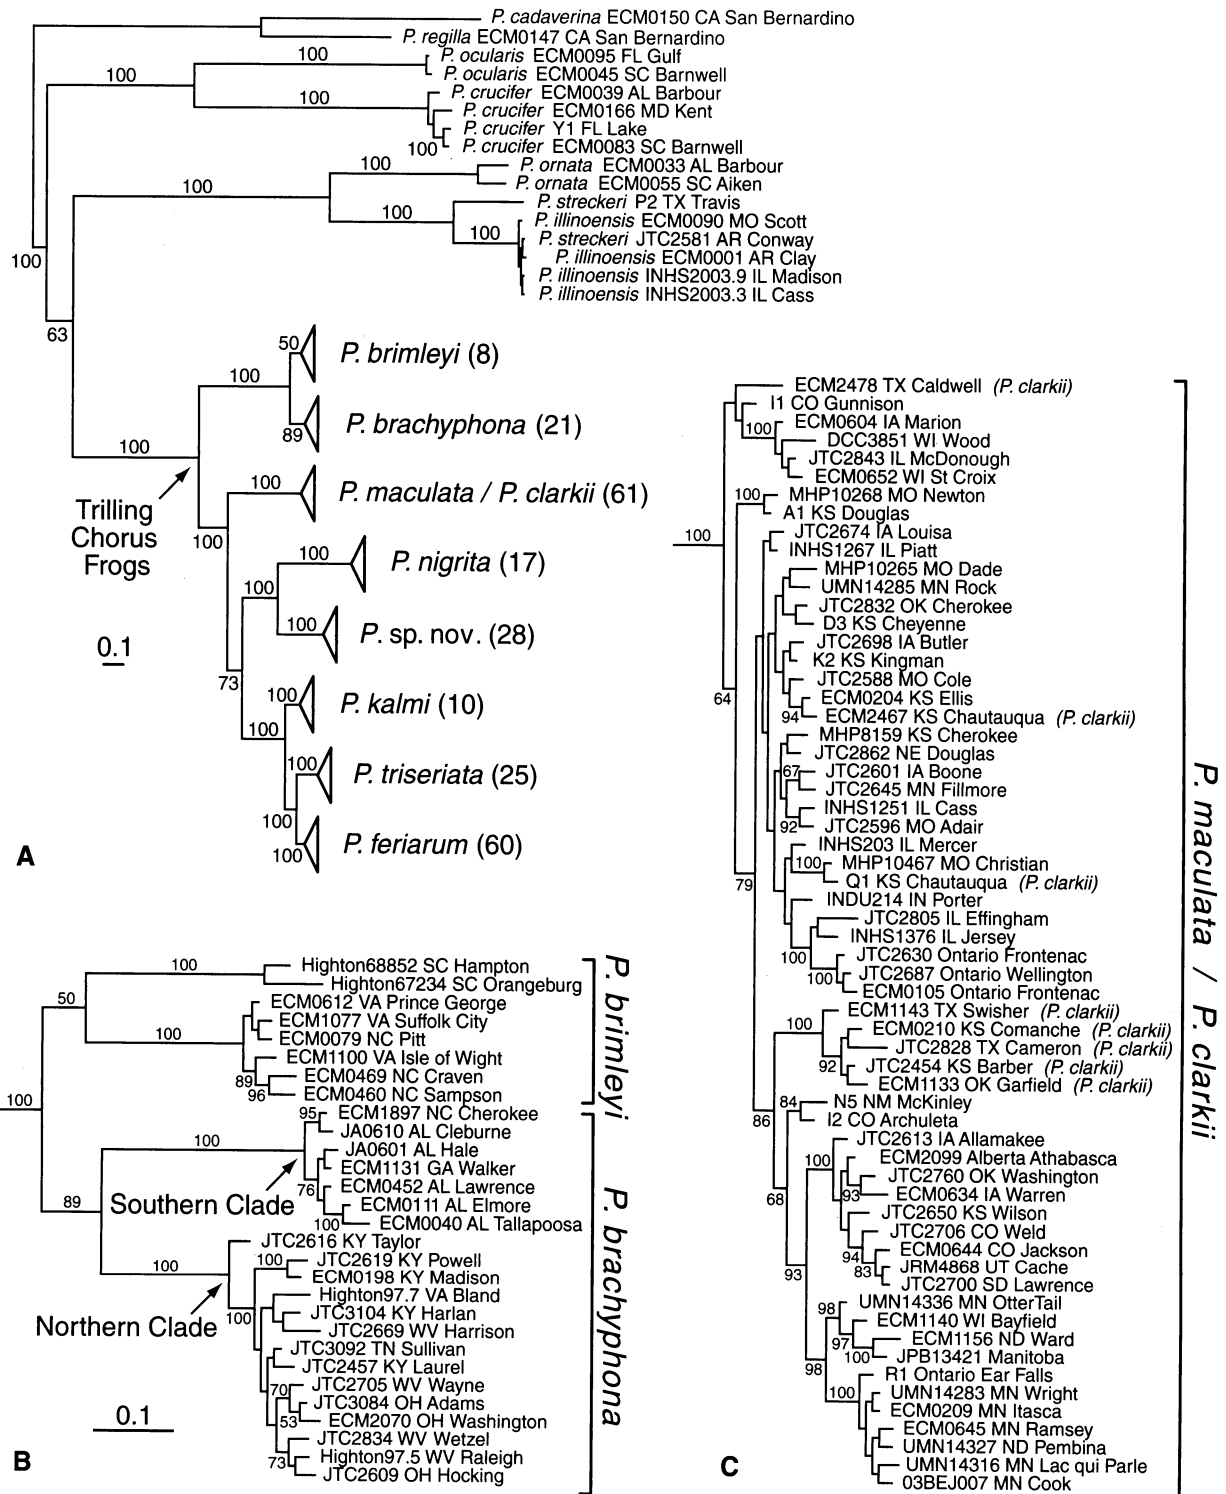 P. cadaverina ECM0150 CA San Bernardino
P. regilla ECM0147 CA San Bernardino
100
P. ocularis ECM0095 FL Gulf
100
P. ocularis ECM0045 SC Barnwell
100
P. crucifer ECM0039 AL Barbour
P. crucifer ECM0166 MD Kent
P. crucifer Y1 FL Lake
100
P. crucifer ECM0083 SC Barnwell
100
P. ornata ECM0033 AL Barbour
100
P. ornata ECM0055 SC Aiken
P. streckeri P2 TX Travis
100
P. illinoensis ECM0090 MO Scott
100
P. streckeri JTC2581 AR Conway
100
P. illinoensis ECM0001 AR Clay
P. illinoensis INHS2003.9 IL Madison
P. illinoensis INHS2003.3 IL Cass
63
50
P. brimleyi (8)
100
89
P. brachyphona (21)
100
Trilling
Chorus
Frogs
100
P. maculata / P. clarkii (61)
100
100
P. nigrita (17)
100
100
P. sp. nov. (28)
73
100
P. kalmi (10)
100
100
P. triseriata (25)
100
100
P. feriarum (60)
0.1
A
100
Highton68852 SC Hampton
Highton67234 SC Orangeburg
50
ECM0612 VA Prince George
ECM1077 VA Suffolk City
100
ECM0079 NC Pitt
ECM1100 VA Isle of Wight
89
ECM0469 NC Craven
96
ECM0460 NC Sampson
P. brimleyi
100
95
ECM1897 NC Cherokee
JA0610 AL Cleburne
100
JA0601 AL Hale
ECM1131 GA Walker
76
ECM0452 AL Lawrence
Southern Clade
ECM0111 AL Elmore
100
ECM0040 AL Tallapoosa
89
JTC2616 KY Taylor
100
JTC2619 KY Powell
100
ECM0198 KY Madison
Highton97.7 VA Bland
100
JTC3104 KY Harlan
Northern Clade
JTC2669 WV Harrison
JTC3092 TN Sullivan
JTC2457 KY Laurel
70
JTC2705 WV Wayne
JTC3084 OH Adams
53
ECM2070 OH Washington
JTC2834 WV Wetzel
73
Highton97.5 WV Raleigh
JTC2609 OH Hocking
P. brachyphona
0.1
B
ECM2478 TX Caldwell (P. clarkii)
I1 CO Gunnison
ECM0604 IA Marion
100
DCC3851 WI Wood
JTC2843 IL McDonough
ECM0652 WI St Croix
100
MHP10268 MO Newton
A1 KS Douglas
100
JTC2674 IA Louisa
INHS1267 IL Piatt
MHP10265 MO Dade
UMN14285 MN Rock
JTC2832 OK Cherokee
D3 KS Cheyenne
JTC2698 IA Butler
K2 KS Kingman
JTC2588 MO Cole
64
ECM0204 KS Ellis
94
ECM2467 KS Chautauqua (P. clarkii)
MHP8159 KS Cherokee
JTC2862 NE Douglas
67
JTC2601 IA Boone
JTC2645 MN Fillmore
INHS1251 IL Cass
92
JTC2596 MO Adair
INHS203 IL Mercer
100
MHP10467 MO Christian
79
Q1 KS Chautauqua (P. clarkii)
INDU214 IN Porter
JTC2805 IL Effingham
INHS1376 IL Jersey
100
JTC2630 Ontario Frontenac
100
JTC2687 Ontario Wellington
ECM0105 Ontario Frontenac
ECM1143 TX Swisher (P. clarkii)
100
ECM0210 KS Comanche (P. clarkii)
JTC2828 TX Cameron (P. clarkii)
92
JTC2454 KS Barber (P. clarkii)
ECM1133 OK Garfield (P. clarkii)
84
N5 NM McKinley
86
I2 CO Archuleta
JTC2613 IA Allamakee
100
ECM2099 Alberta Athabasca
JTC2760 OK Washington
68
93
ECM0634 IA Warren
JTC2650 KS Wilson
JTC2706 CO Weld
94
ECM0644 CO Jackson
93
83
JRM4868 UT Cache
JTC2700 SD Lawrence
98
UMN14336 MN OtterTail
ECM1140 WI Bayfield
97
ECM1156 ND Ward
98
100
JPB13421 Manitoba
R1 Ontario Ear Falls
100
UMN14283 MN Wright
ECM0209 MN Itasca
ECM0645 MN Ramsey
UMN14327 ND Pembina
UMN14316 MN Lac qui Parle
03BEJ007 MN Cook
P. maculata / P. clarkii
C